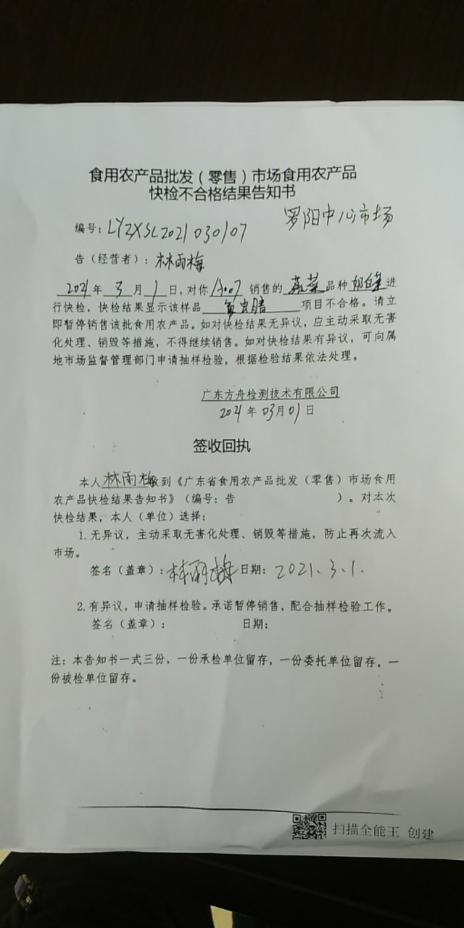 食用农产品批发（零售）市场食用农产品
快检不合格结果告知书
罗阳中心市场
编号：LYZXSC2021030107
告（经营者）：林雨梅
2021年 3 月 1 日，对你 销售的 蔬菜 品种 进
行快检，快检结果显示该样品 项目不合格。请立
即暂停销售该批食用农产品。如对快检结果无异议，应主动采取无害
化处理、销毁等措施，不得继续销售。如对快检结果有异议，可向属
地市场监督管理部门申请抽样检验，根据检验结果依法处理。
广东方舟检测技术有限公司
2021年03月01日
签收回执
本人林雨梅收到《广东省食用农产品批发（零售）市场食用
农产品快检结果告知书》（编号：告 ）。对本次
快检结果，本人（单位）选择：
1.无异议，主动采取无害化处理、销毁等措施，防止再次流入
市场。
签名（盖章）：林雨梅 日期：2021.3.1.
2.有异议，申请抽样检验。承诺暂停销售，配合抽样检验工作。
签名（盖章）： 日期：
注：本告知书一式三份，一份承检单位留存，一份委托单位留存，一
份被检单位留存。
扫描全能王 创建